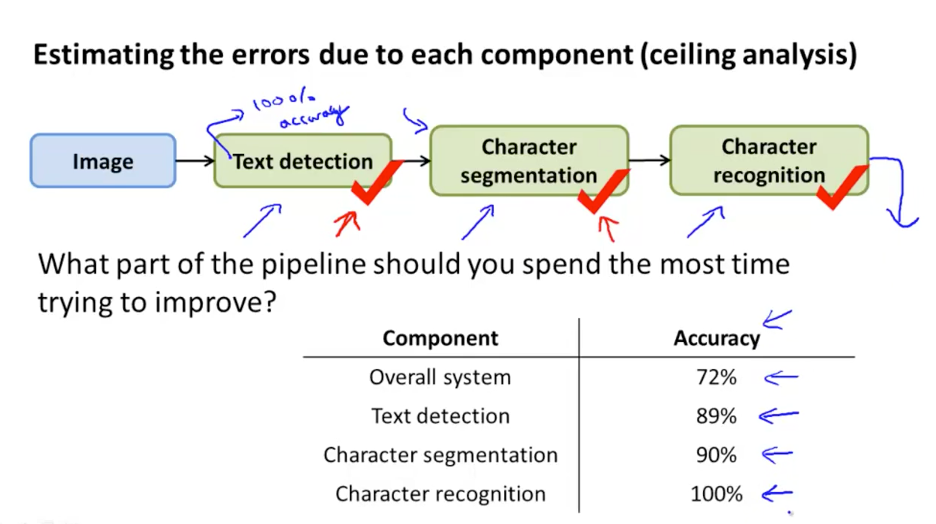 Estimating the errors due to each component (ceiling analysis)
100%
accuracy
Image
Text detection
Character
segmentation
Character
recognition
What part of the pipeline should you spend the most time
trying to improve?
Component Accuracy
Overall system 72%
Text detection 89%
Character segmentation 90%
Character recognition 100%